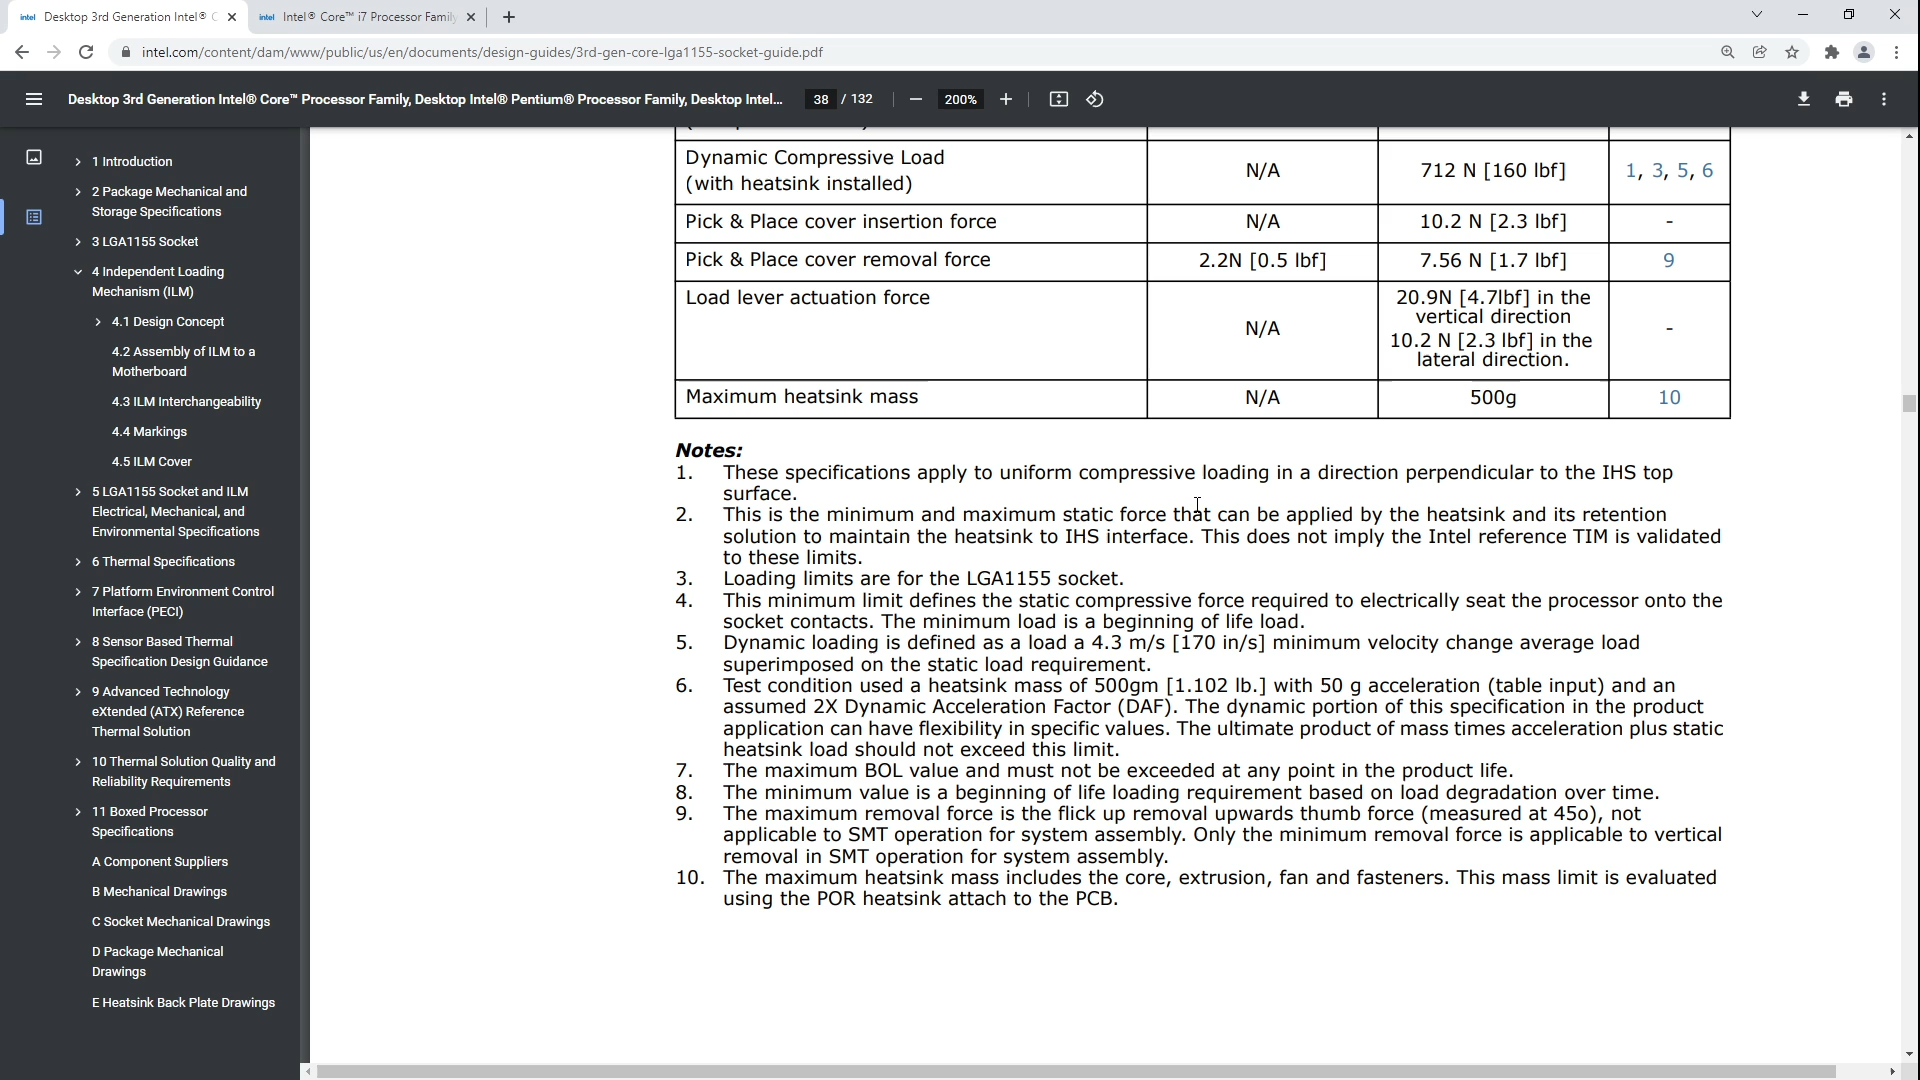 intel Desktop 3rd Generation Intel® C
intel Intel® Core™ i7 Processor Family
intel.com/content/dam/www/public/us/en/documents/design-guides/3rd-gen-core-lga1155-socket-guide.pdf
Desktop 3rd Generation Intel® Core™ Processor Family, Desktop Intel® Pentium® Processor Family, Desktop Intel...
38 / 132
200%
1 Introduction
2 Package Mechanical and
Storage Specifications
3 LGA1155 Socket
4 Independent Loading
Mechanism (ILM)
4.1 Design Concept
4.2 Assembly of ILM to a
Motherboard
4.3 ILM Interchangeability
4.4 Markings
4.5 ILM Cover
5 LGA1155 Socket and ILM
Electrical, Mechanical, and
Environmental Specifications
6 Thermal Specifications
7 Platform Environment Control
Interface (PECI)
8 Sensor Based Thermal
Specification Design Guidance
9 Advanced Technology
eXtended (ATX) Reference
Thermal Solution
10 Thermal Solution Quality and
Reliability Requirements
11 Boxed Processor
Specifications
A Component Suppliers
B Mechanical Drawings
C Socket Mechanical Drawings
D Package Mechanical
Drawings
E Heatsink Back Plate Drawings
Dynamic Compressive Load
(with heatsink installed)
N/A
712 N [160 lbf]
1, 3, 5, 6
Pick & Place cover insertion force
N/A
10.2 N [2.3 lbf]
-
Pick & Place cover removal force
2.2N [0.5 lbf]
7.56 N [1.7 lbf]
9
Load lever actuation force
N/A
20.9N [4.7lbf] in the
vertical direction
10.2 N [2.3 lbf] in the
lateral direction.
-
Maximum heatsink mass
N/A
500g
10
Notes:
1. These specifications apply to uniform compressive loading in a direction perpendicular to the IHS top
surface.
2. This is the minimum and maximum static force that can be applied by the heatsink and its retention
solution to maintain the heatsink to IHS interface. This does not imply the Intel reference TIM is validated
to these limits.
3. Loading limits are for the LGA1155 socket.
4. This minimum limit defines the static compressive force required to electrically seat the processor onto the
socket contacts. The minimum load is a beginning of life load.
5. Dynamic loading is defined as a load a 4.3 m/s [170 in/s] minimum velocity change average load
superimposed on the static load requirement.
6. Test condition used a heatsink mass of 500gm [1.102 lb.] with 50 g acceleration (table input) and an
assumed 2X Dynamic Acceleration Factor (DAF). The dynamic portion of this specification in the product
application can have flexibility in specific values. The ultimate product of mass times acceleration plus static
heatsink load should not exceed this limit.
7. The maximum BOL value and must not be exceeded at any point in the product life.
8. The minimum value is a beginning of life loading requirement based on load degradation over time.
9. The maximum removal force is the flick up removal upwards thumb force (measured at 45o), not
applicable to SMT operation for system assembly. Only the minimum removal force is applicable to vertical
removal in SMT operation for system assembly.
10. The maximum heatsink mass includes the core, extrusion, fan and fasteners. This mass limit is evaluated
using the POR heatsink attach to the PCB.